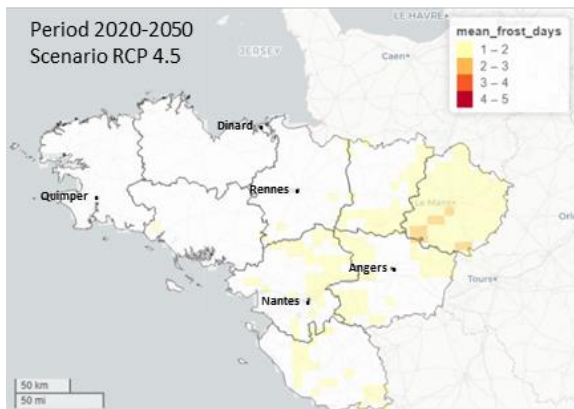 Period 2020-2050
Scenario RCP 4.5
LE HAVRE
mean_frost_days
1 – 2
2 – 3
3 – 4
4 – 5
JERSEY
Caen
Dinard
Rennes
Quimper
Le Mans
Angers
Tours
Nantes
50 km
50 mi